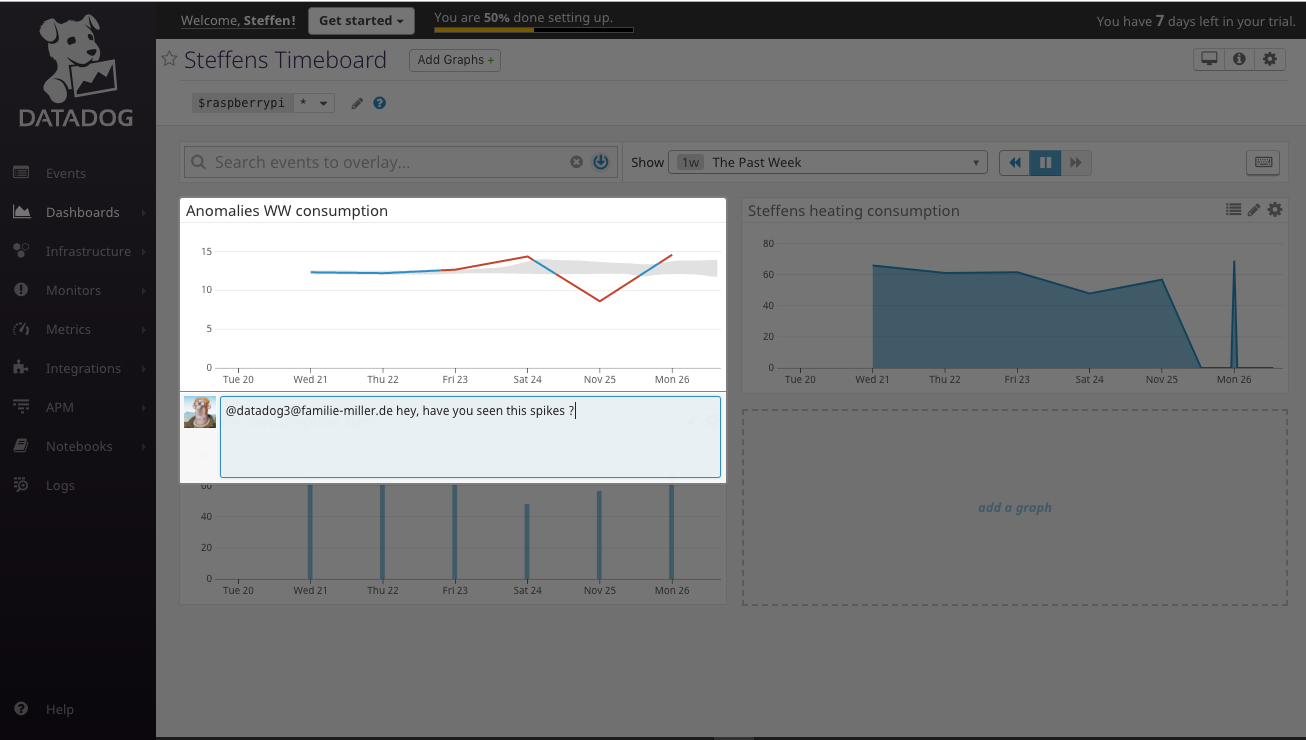 Welcome, Steffen!
Get started
You are 50% done setting up.
You have 7 days left in your trial.
DATADOG
Events
Dashboards
Infrastructure
Monitors
Metrics
Integrations
APM
Notebooks
Logs
Help
Steffens Timeboard
Add Graphs +
$raspberrypi *
Search events to overlay...
Show 1w The Past Week
Anomalies WW consumption
15
10
5
0
Tue 20 Wed 21 Thu 22 Fri 23 Sat 24 Nov 25 Mon 26
@datadog3@familie-miller.de hey, have you seen this spikes ?
60
40
20
0
Tue 20 Wed 21 Thu 22 Fri 23 Sat 24 Nov 25 Mon 26
Steffens heating consumption
80
60
40
20
0
Tue 20 Wed 21 Thu 22 Fri 23 Sat 24 Nov 25 Mon 26
add a graph